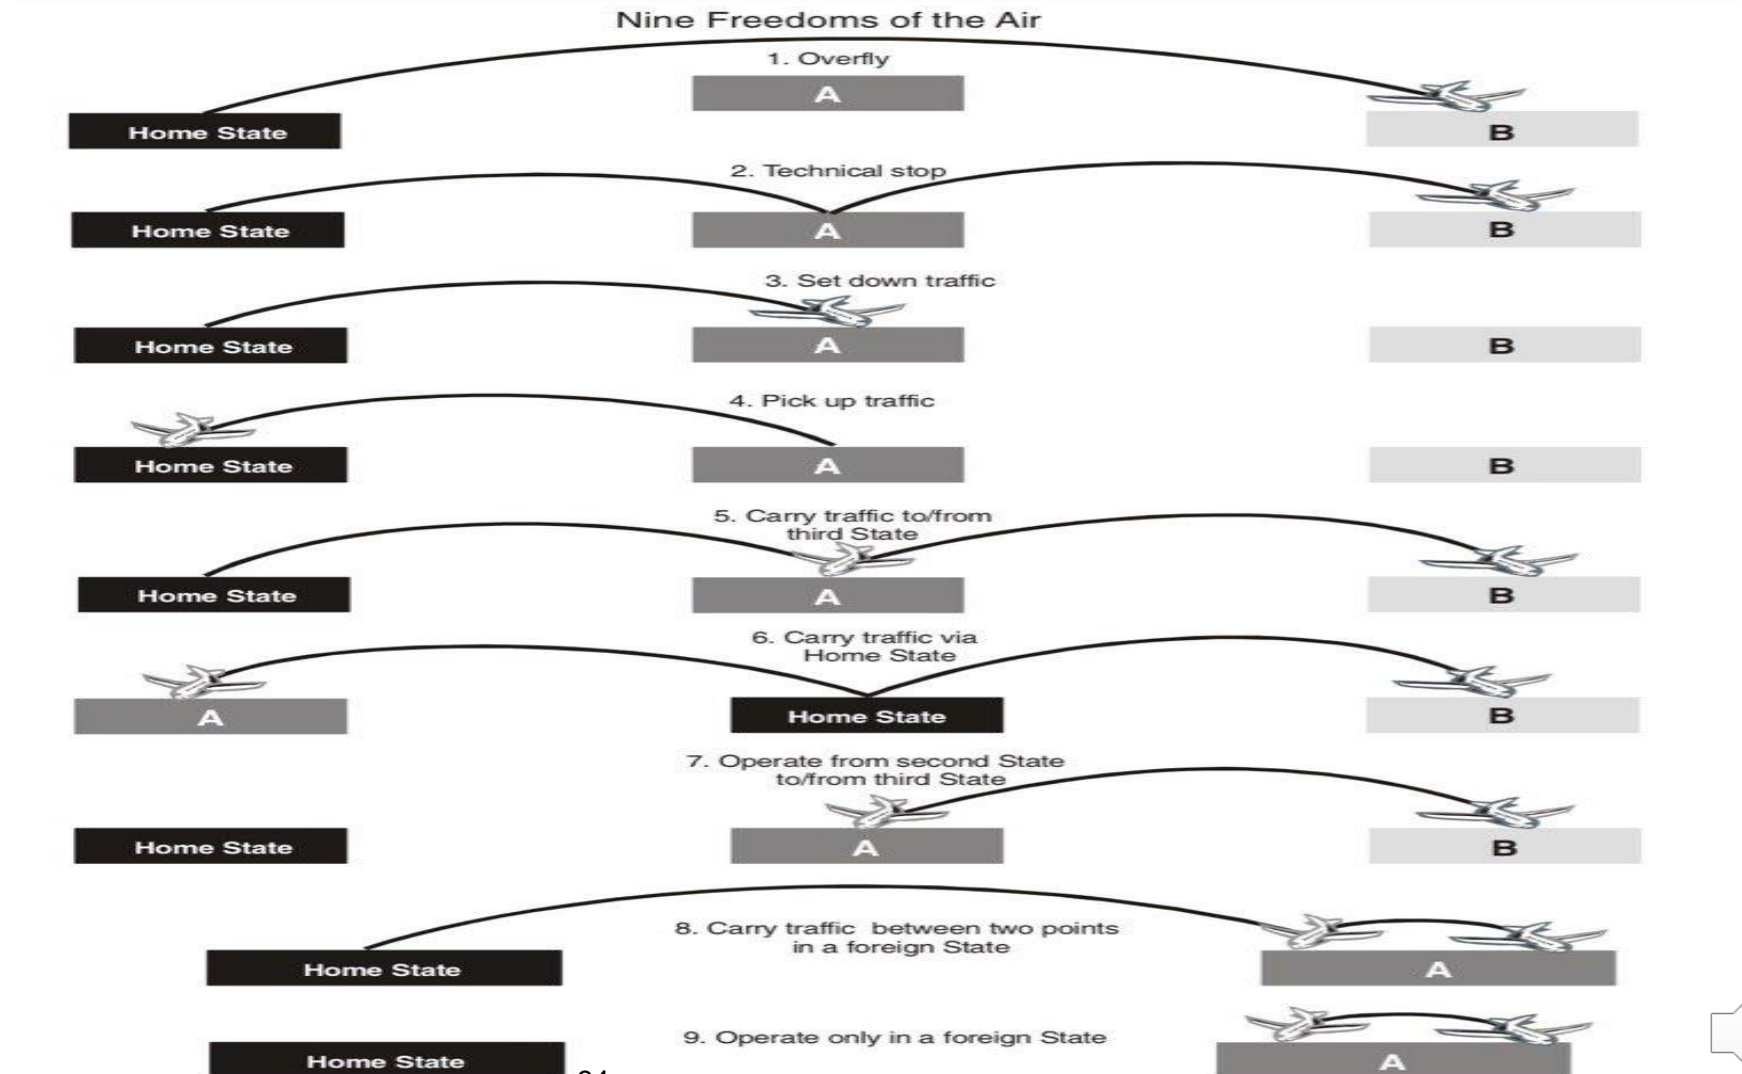 Nine Freedoms of the Air
1. Overfly
A
Home State
B
2. Technical stop
Home State
A
B
3. Set down traffic
Home State
A
B
4. Pick up traffic
Home State
A
B
5. Carry traffic to/from
third State
Home State
A
B
6. Carry traffic via
Home State
A
Home State
B
7. Operate from second State
to/from third State
Home State
A
B
8. Carry traffic between two points
in a foreign State
Home State
A
9. Operate only in a foreign State
Home State
A